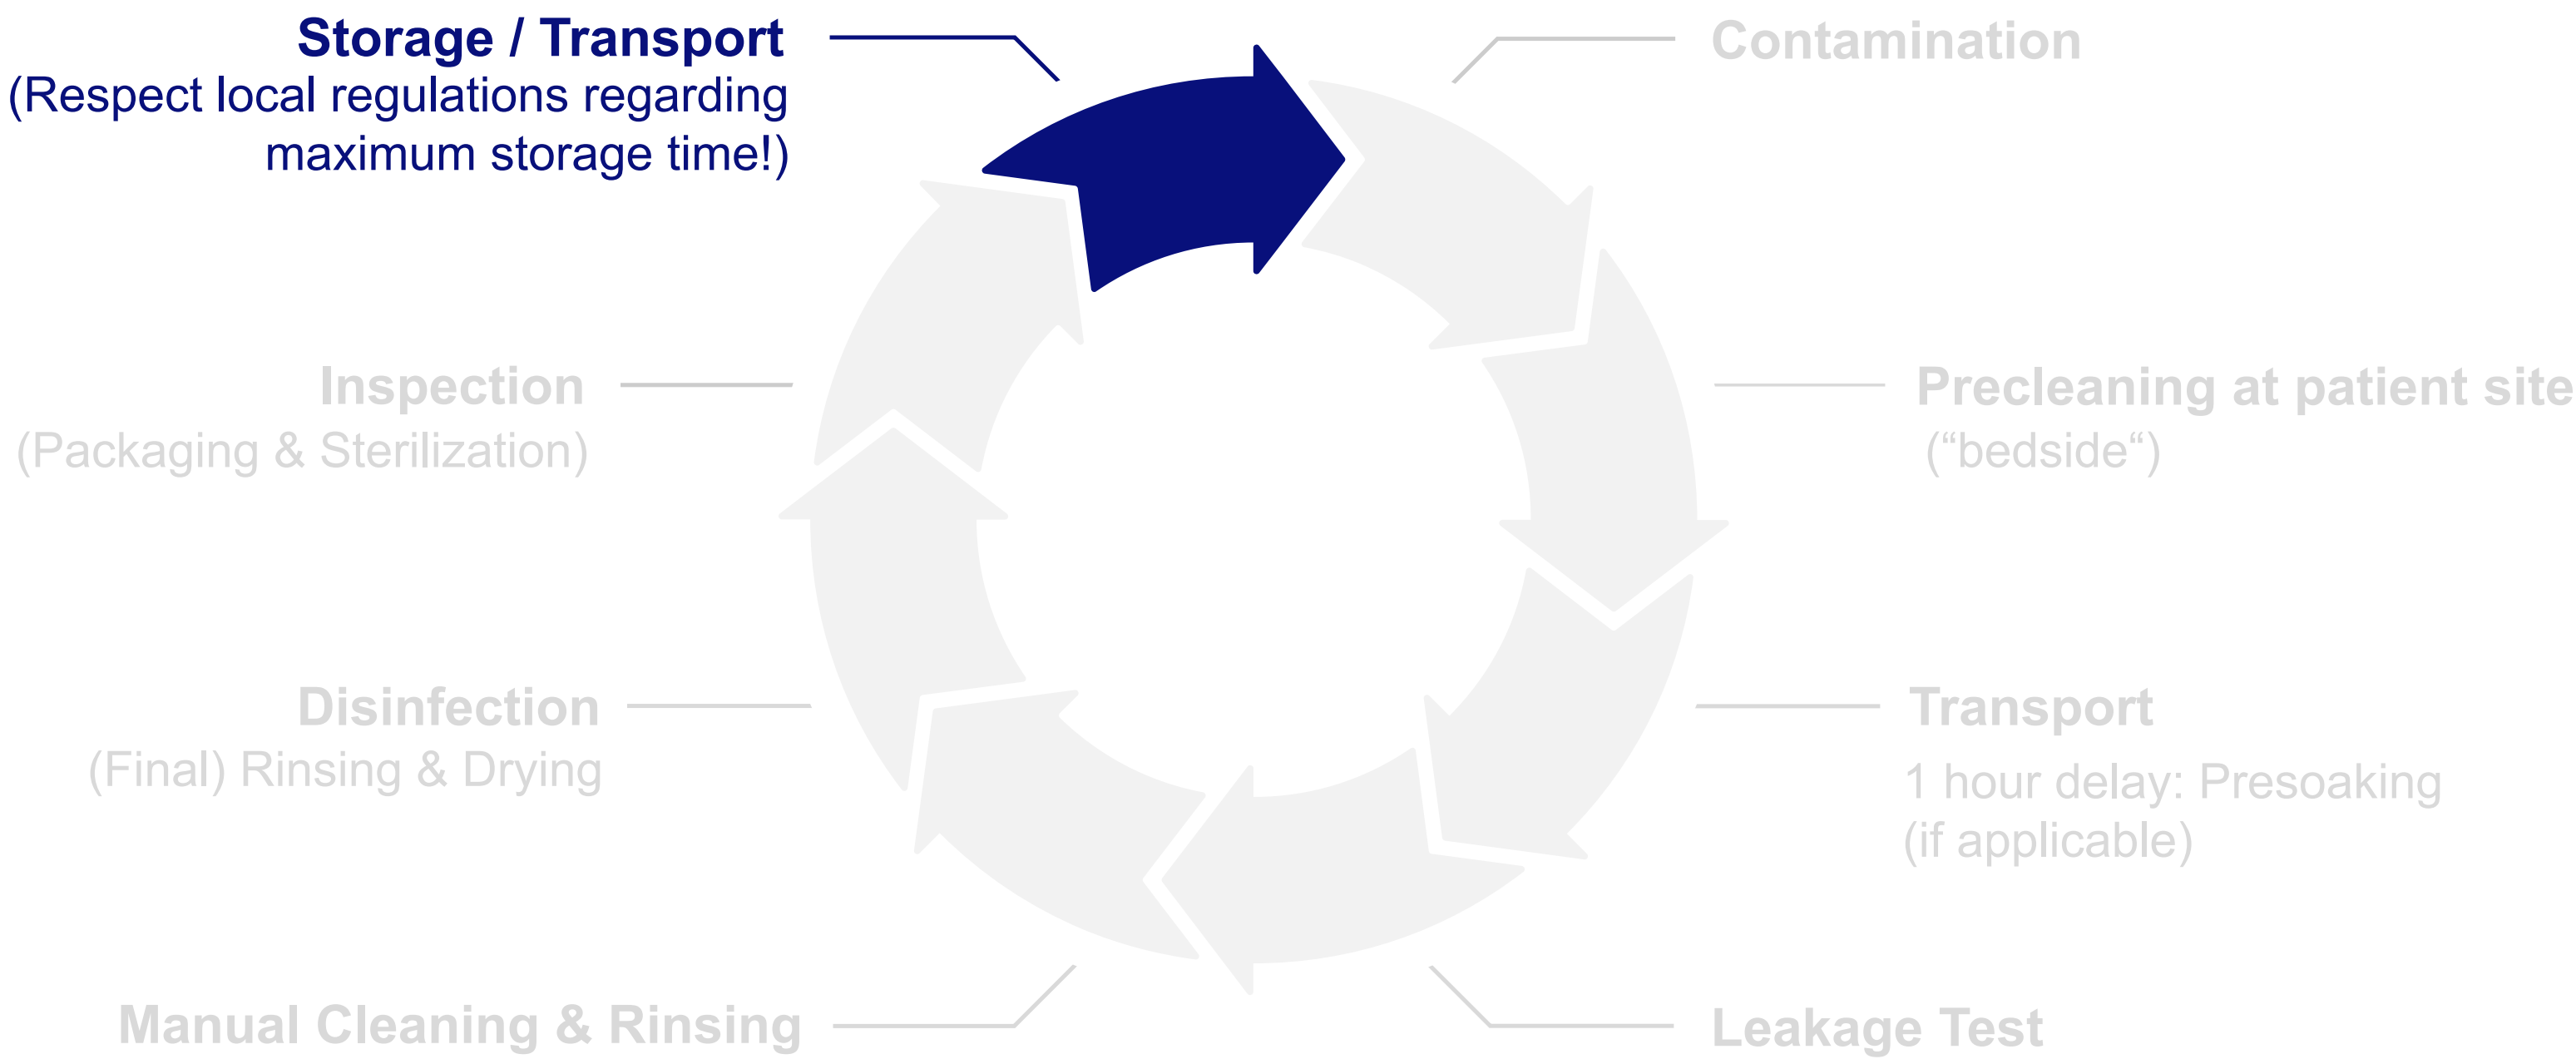 Storage / Transport
(Respect local regulations regarding
maximum storage time!)
Contamination
Inspection
(Packaging & Sterilization)
Precleaning at patient site
(“bedside“)
Disinfection
(Final) Rinsing & Drying
Transport
1 hour delay: Presoaking
(if applicable)
Manual Cleaning & Rinsing
Leakage Test